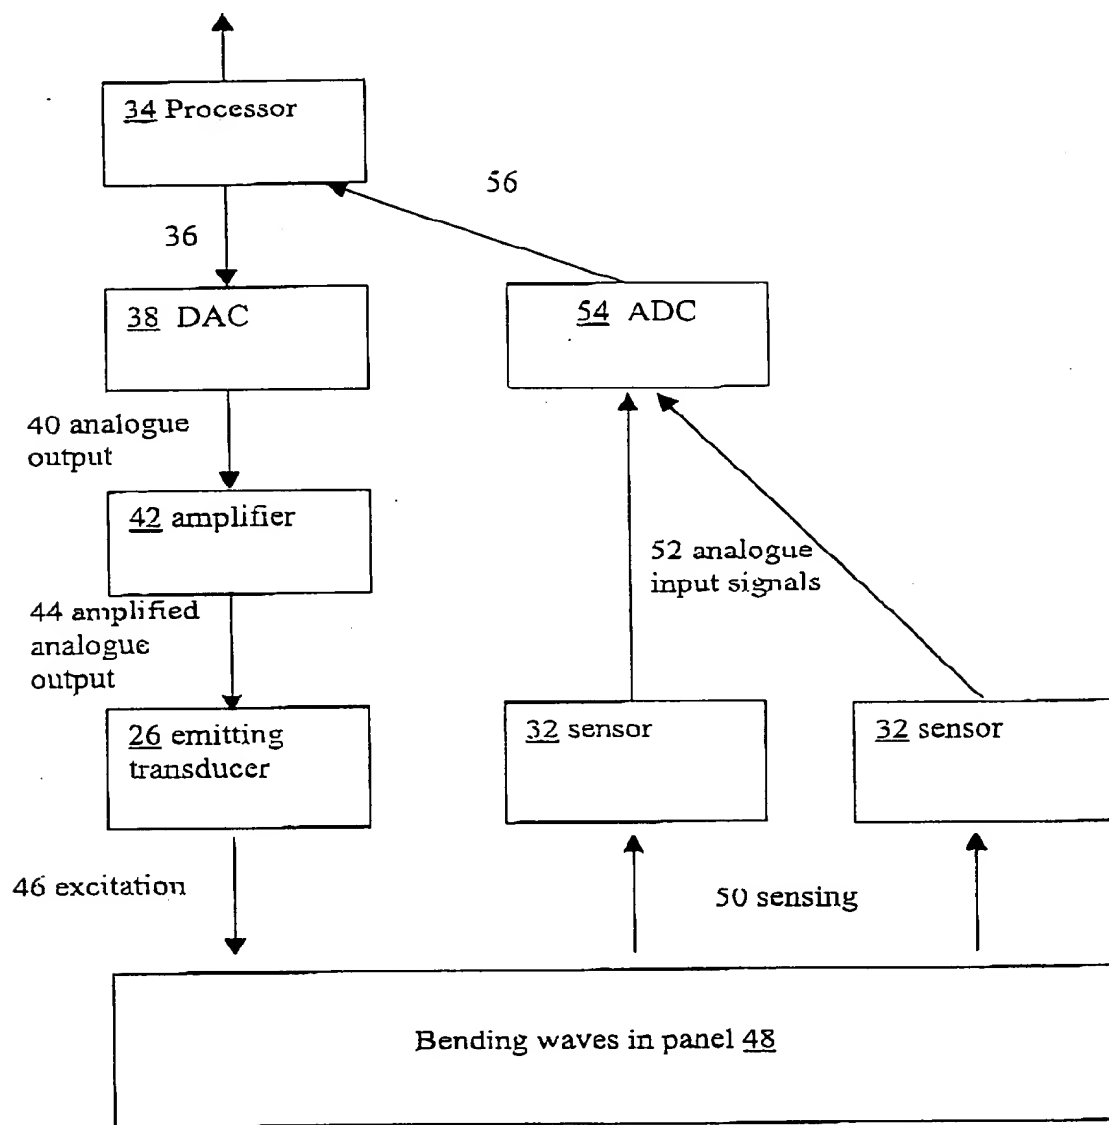 34 Processor
56
36
38 DAC
54 ADC
40 analogue
output
42 amplifier
52 analogue
input signals
44 amplified
analogue
output
26 emitting
transducer
32 sensor
32 sensor
46 excitation
50 sensing
Bending waves in panel 48